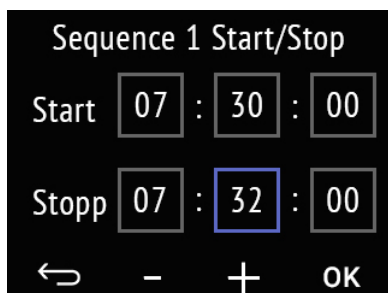 Sequence 1 Start/Stop
Start 07 : 30 : 00
Stopp 07 : 32 : 00
- + OK